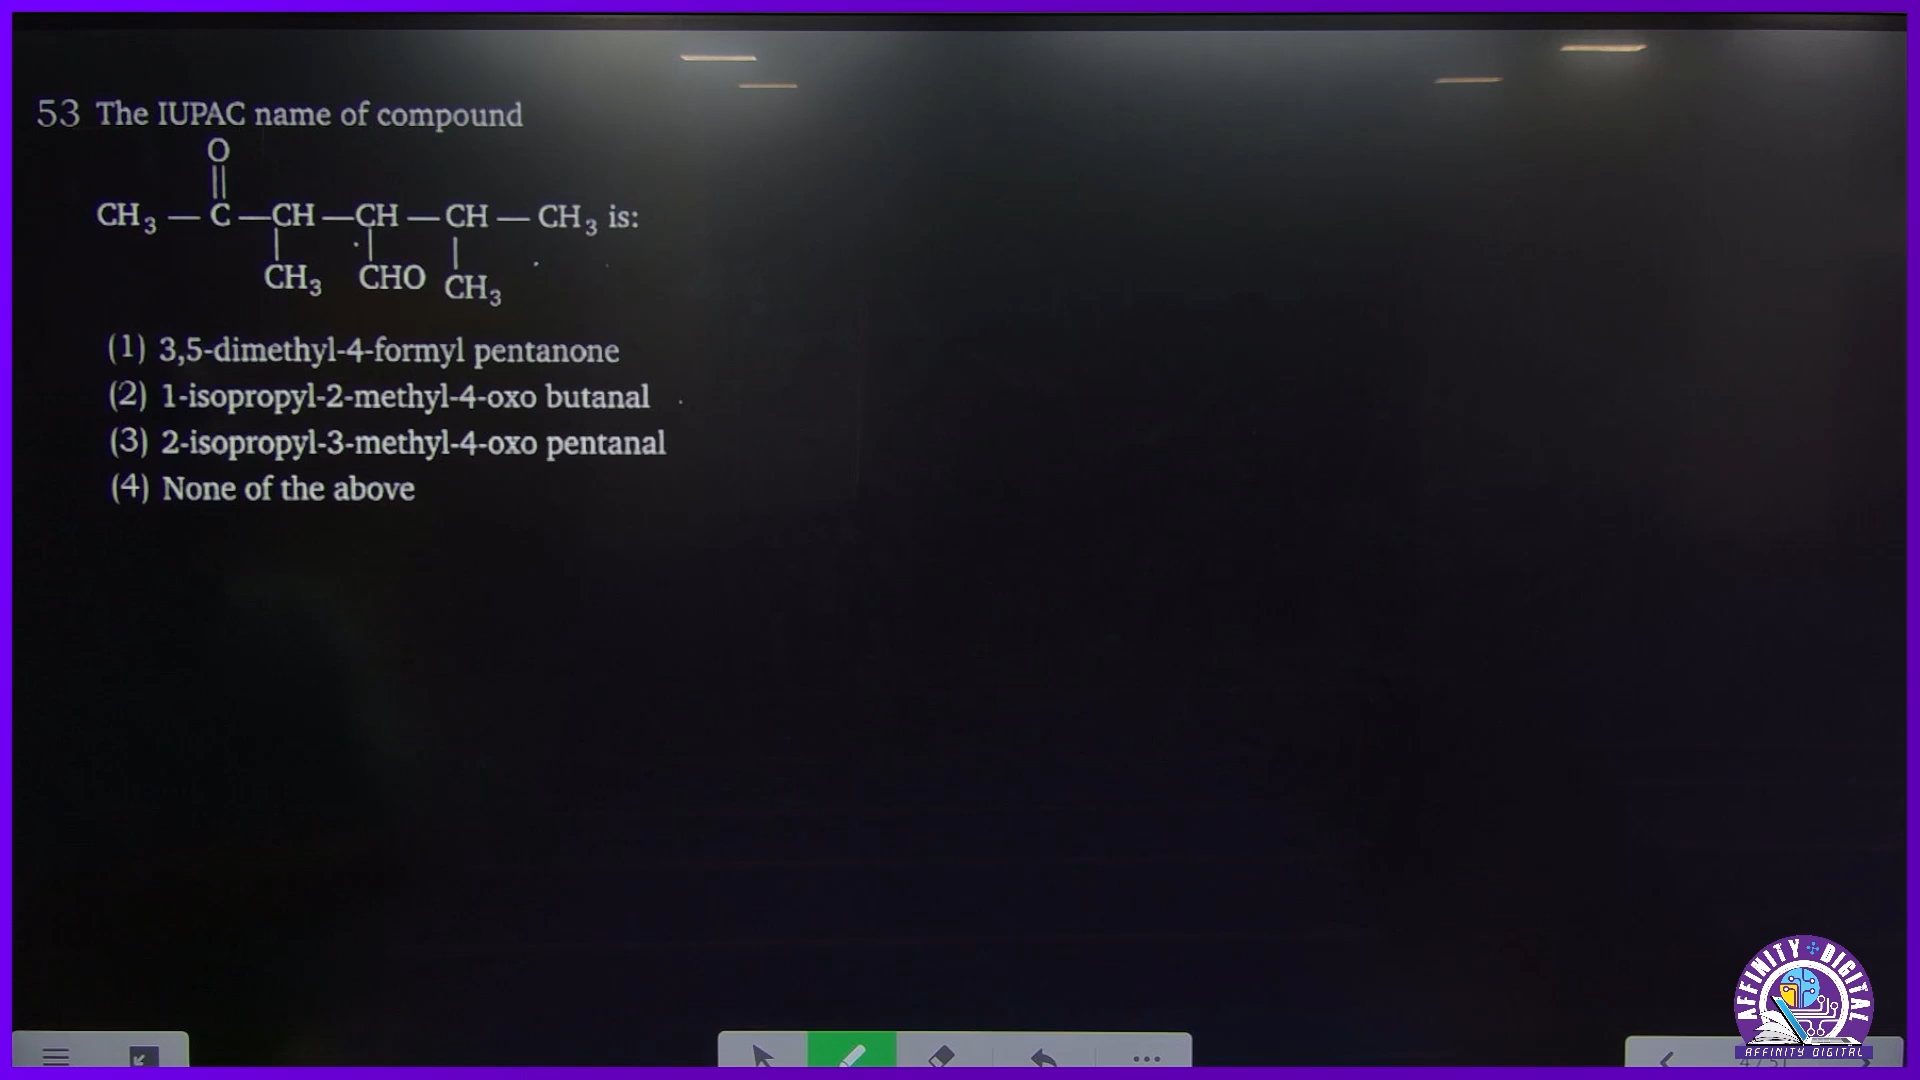 53 The IUPAC name of compound
O
||
CH₃ — C —CH —CH — CH — CH₃ is:
| | |
CH₃ CHO CH₃
(1) 3,5-dimethyl-4-formyl pentanone
(2) 1-isopropyl-2-methyl-4-oxo butanal
(3) 2-isopropyl-3-methyl-4-oxo pentanal
(4) None of the above
AFFINITY DIGITAL
AFFINITY DIGITAL